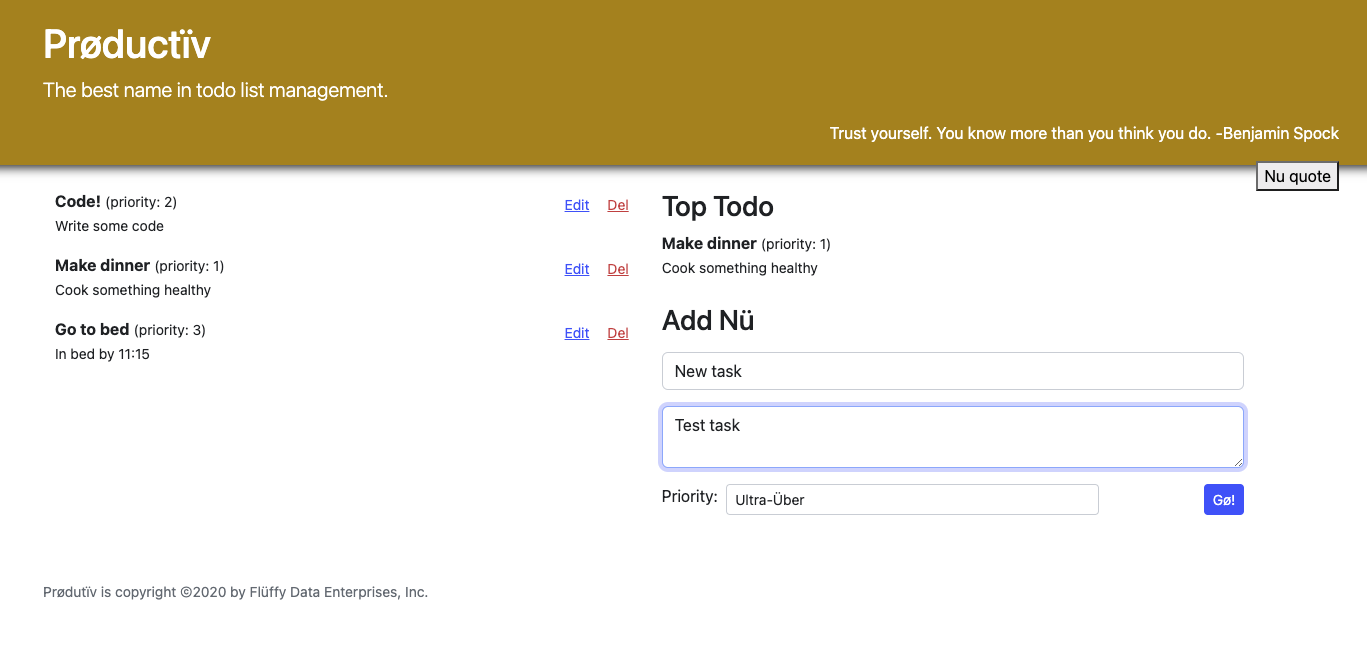 Prøductïv
The best name in todo list management.
Trust yourself. You know more than you think you do. -Benjamin Spock
Nu quote
Code! (priority: 2)
Edit Del
Write some code
Make dinner (priority: 1)
Edit Del
Cook something healthy
Go to bed (priority: 3)
Edit Del
In bed by 11:15
Top Todo
Make dinner (priority: 1)
Cook something healthy
Add Nü
New task
Test task
Priority: Ultra-Über Gø!
Prødutïv is copyright ©2020 by Flüffy Data Enterprises, Inc.